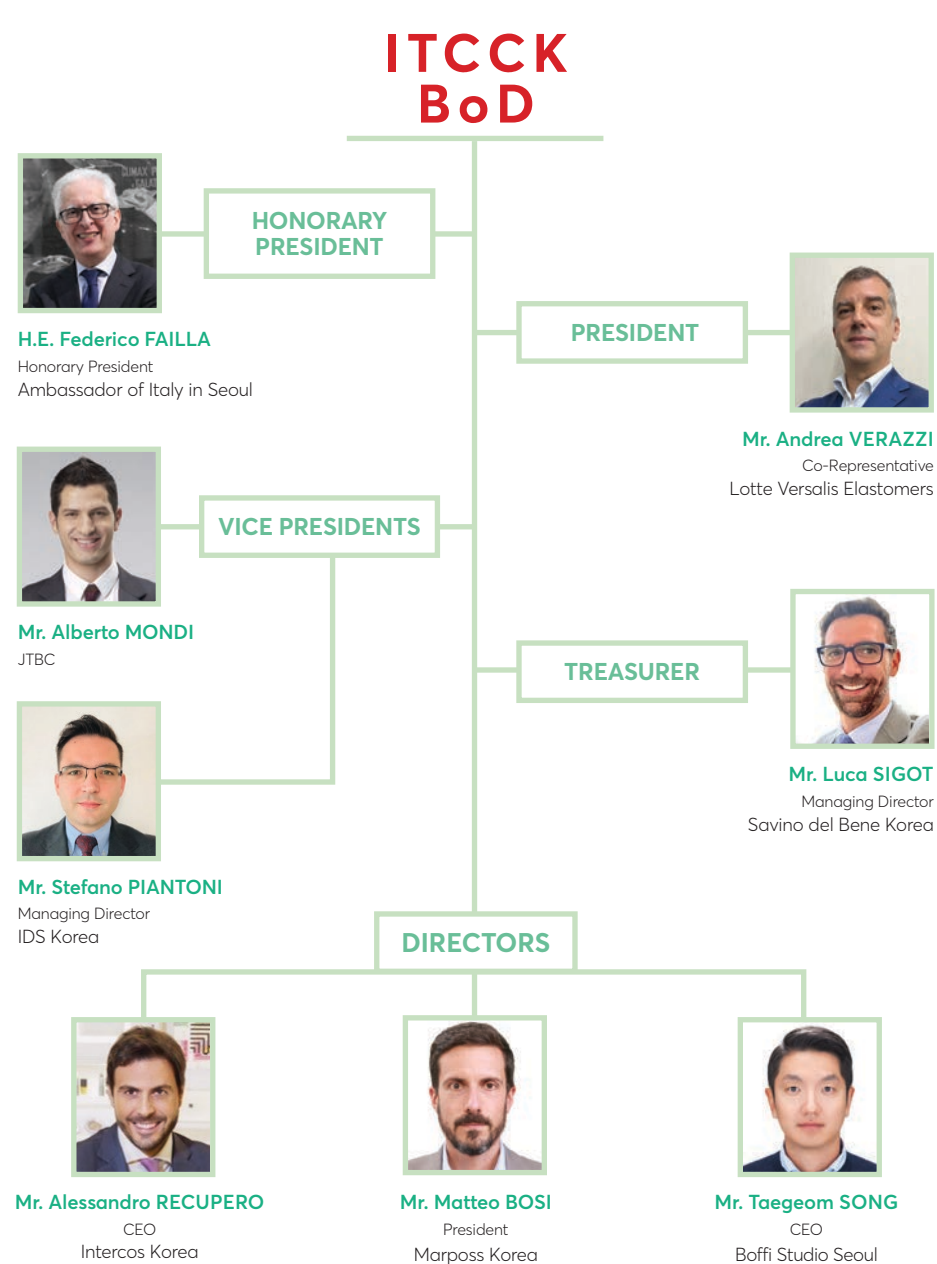 ITCCK
BoD
HONORARY
PRESIDENT
H.E. Federico FAILLA
Honorary President
Ambassador of Italy in Seoul
PRESIDENT
Mr. Andrea VERAZZI
Co-Representative
Lotte Versalis Elastomers
VICE PRESIDENTS
Mr. Alberto MONDI
JTBC
TREASURER
Mr. Luca SIGOT
Managing Director
Savino del Bene Korea
Mr. Stefano PIANTONI
Managing Director
IDS Korea
DIRECTORS
Mr. Alessandro RECUPERO
CEO
Intercos Korea
Mr. Matteo BOSI
President
Marposs Korea
Mr. Taegeom SONG
CEO
Boffi Studio Seoul